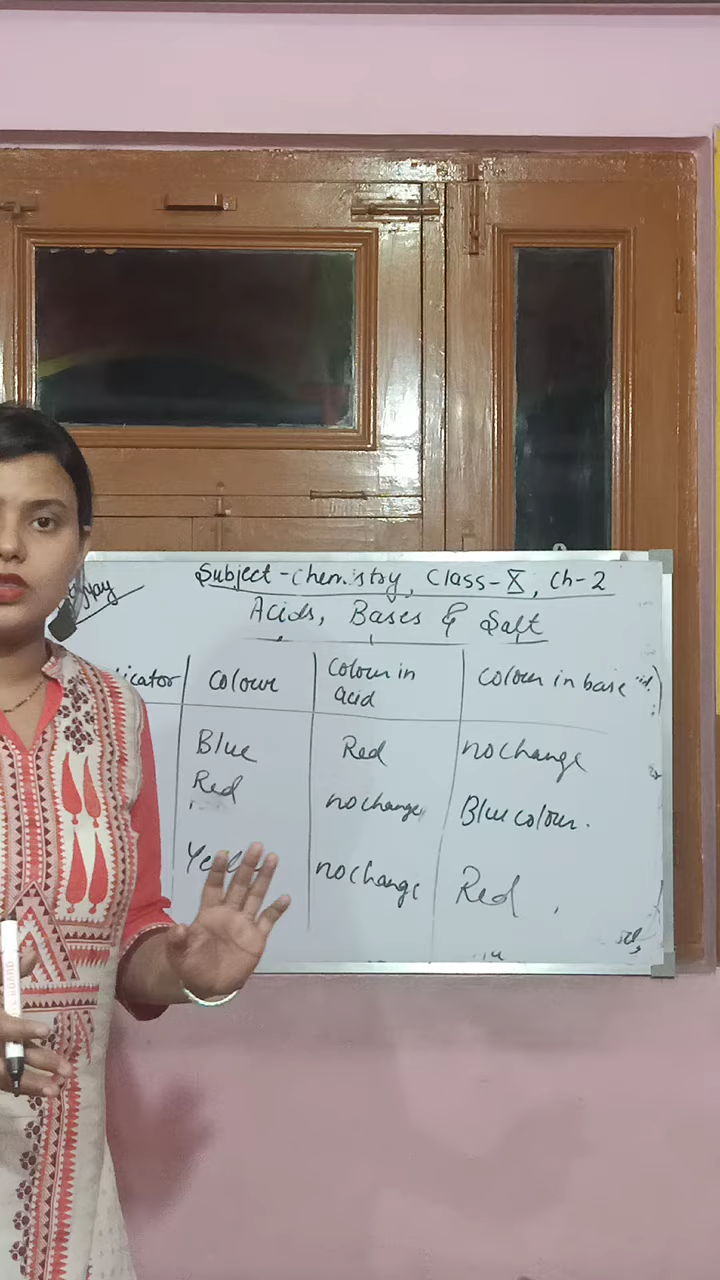 Subject-Chemistry, Class-X, Ch-2
Acids, Bases & Salt
icator colour Colour in acid colour in base
Blue Red no change
Red no change Blue colour.
no change Red